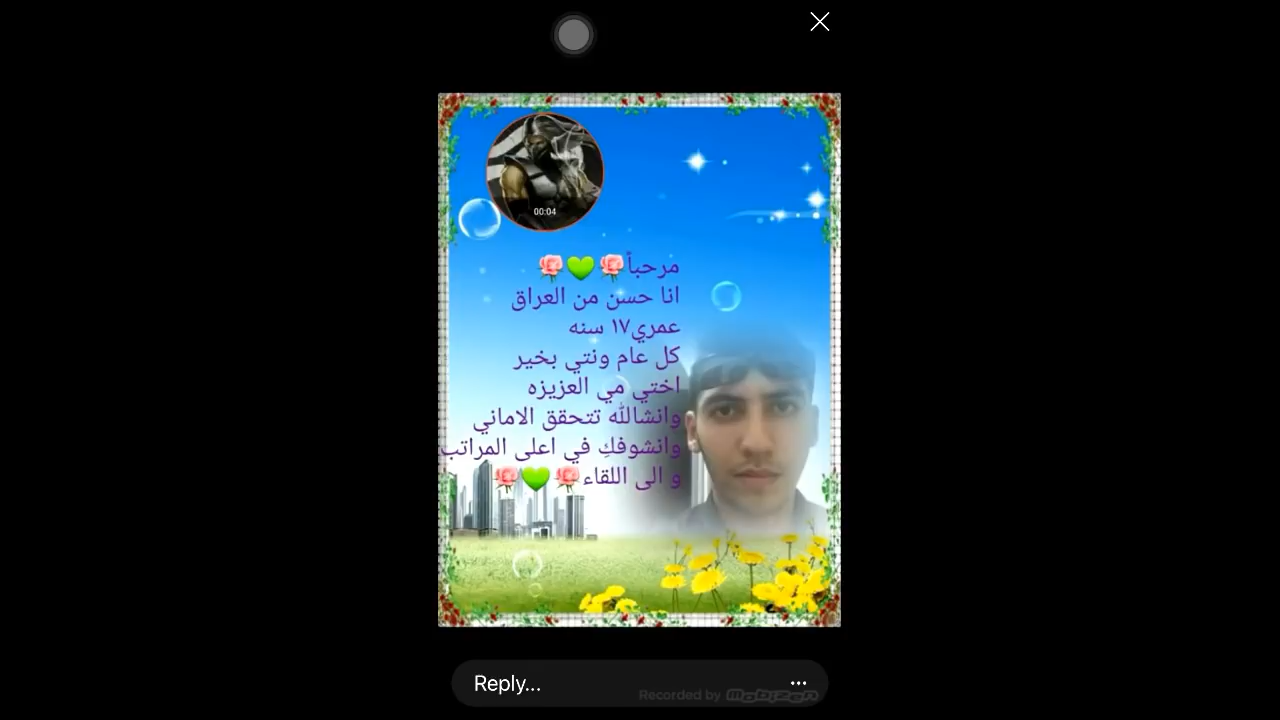 00:04
مرحباً🌹💚🌹
انا حسن من العراق
عمري١٧ سنه
كل عام ونتي بخير
اختي مي العزيزه
وانشالله تتحقق الاماني
وانشوفكِ في اعلى المراتب
و الى اللقاء🌹💚🌹
Reply...
Recorded by Mobizen